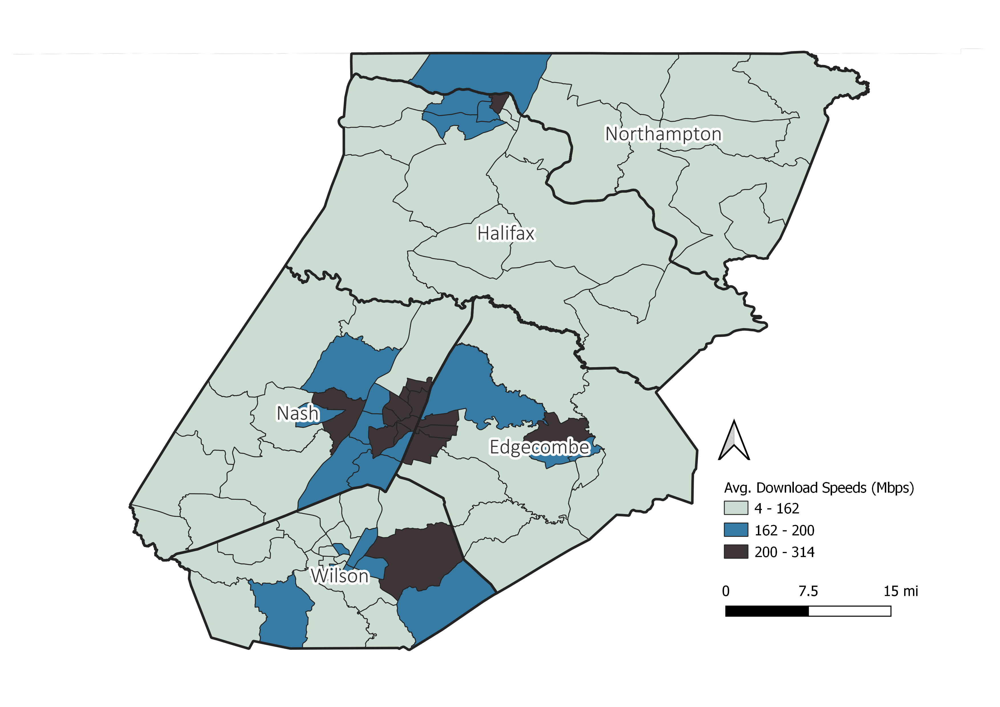 Northampton
Halifax
Nash
Edgecombe
Wilson
Avg. Download Speeds (Mbps)
4 - 162
162 - 200
200 - 314
0 7.5 15 mi